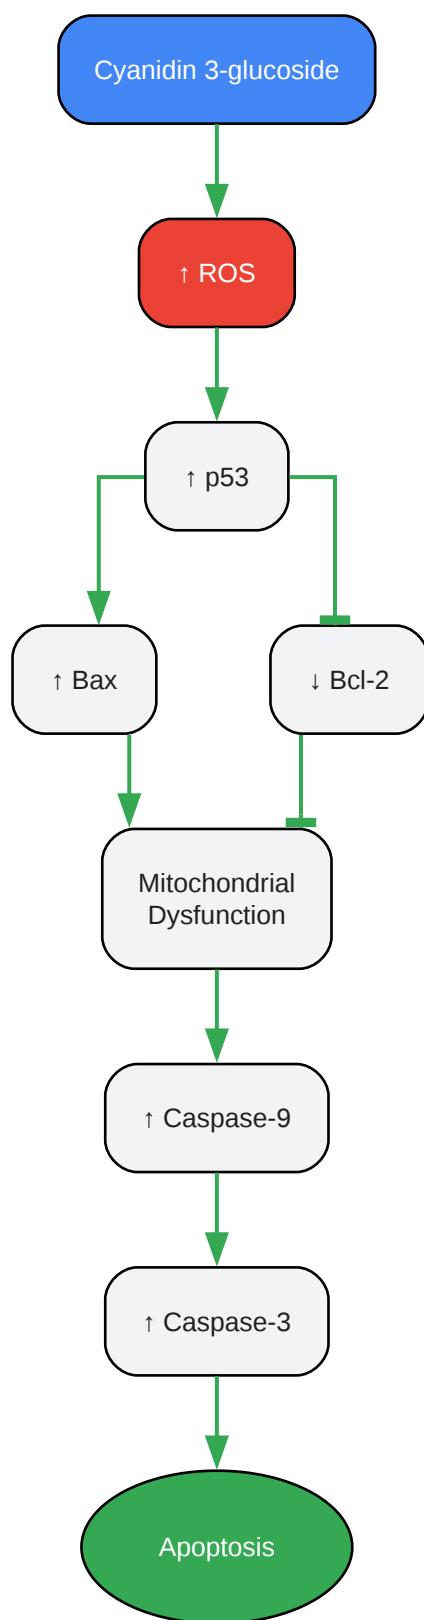 Cyanidin 3-glucoside
↑ ROS
↑ p53
↑ Bax
↓ Bcl-2
Mitochondrial
Dysfunction
↑ Caspase-9
↑ Caspase-3
Apoptosis